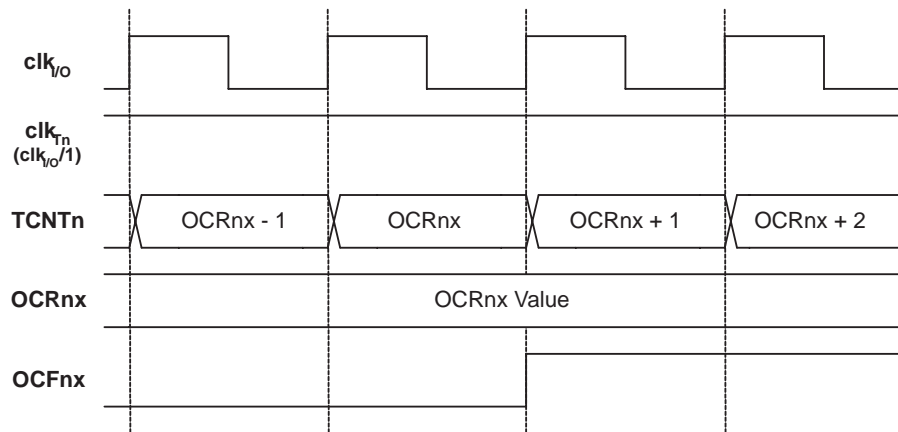 clkI/O
clkTn
(clkI/O/1)
TCNTn OCRnx - 1 OCRnx OCRnx + 1 OCRnx + 2
OCRnx OCRnx Value
OCFnx